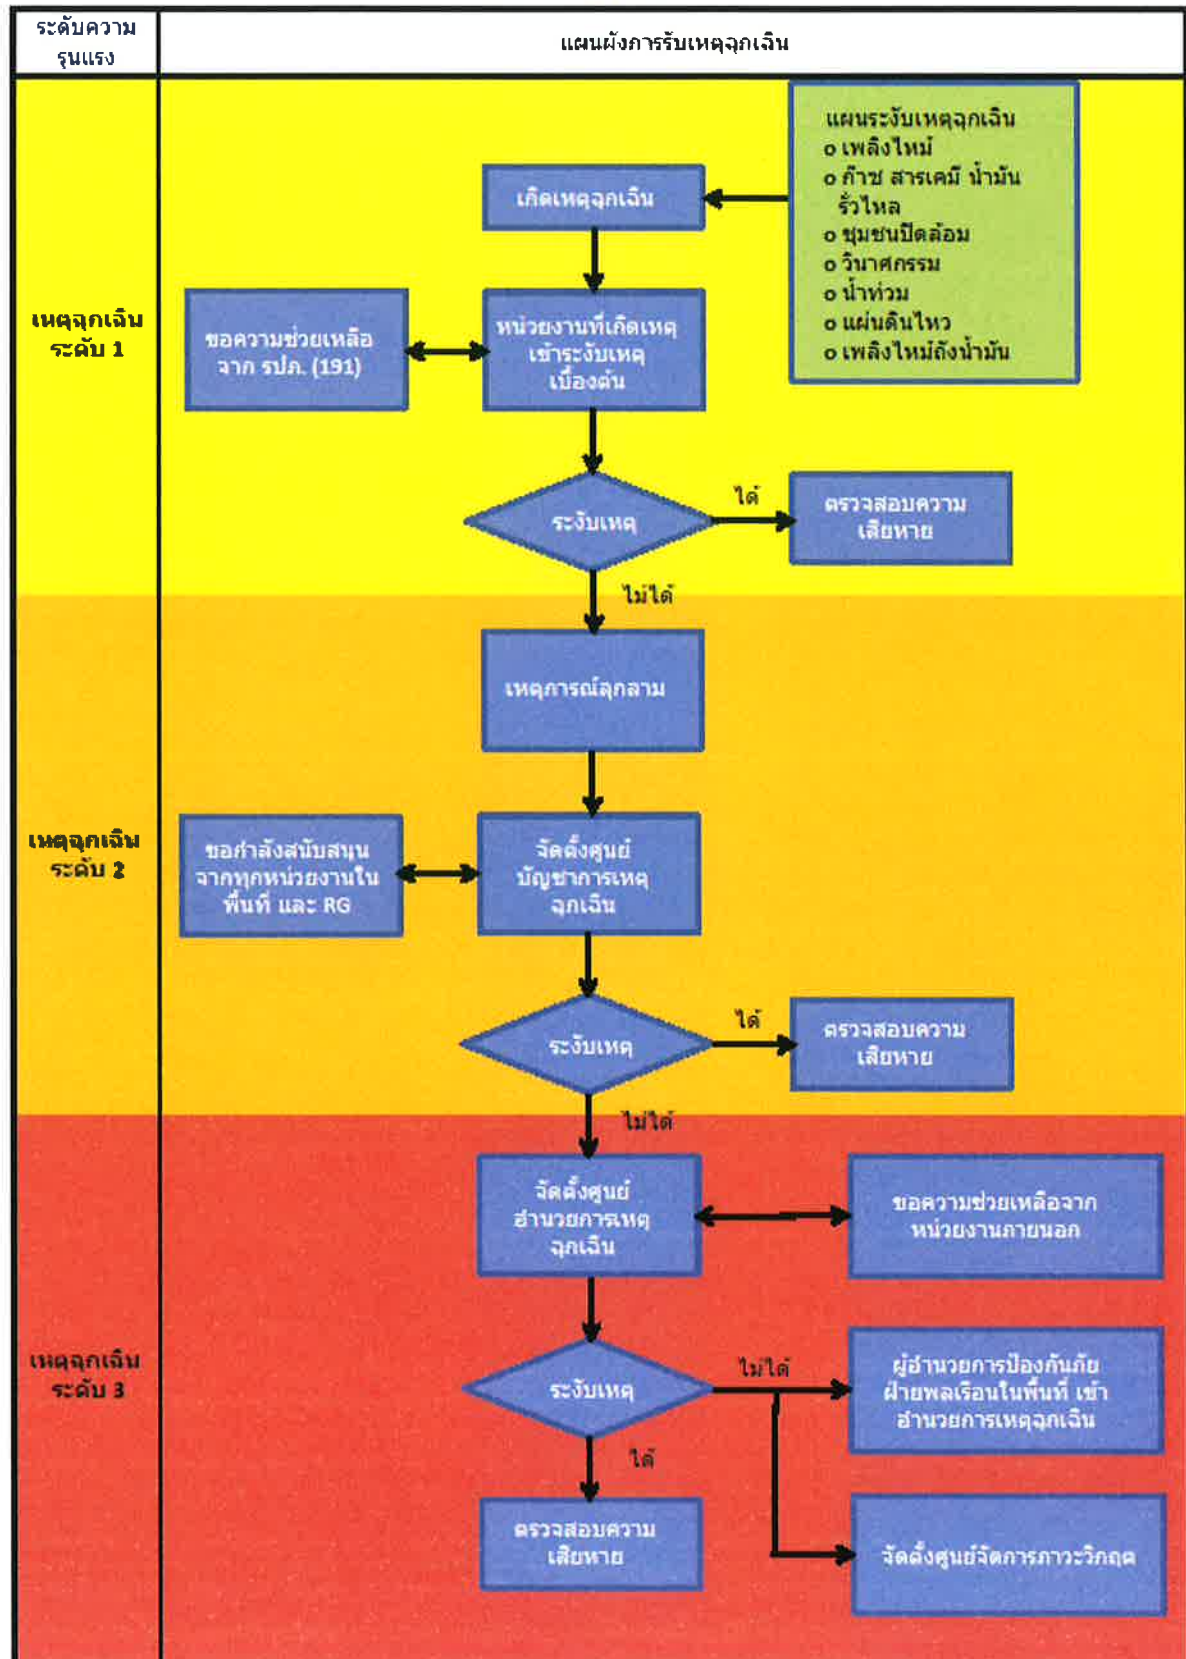 ระดับความ
รุนแรง
แผนผังการรับเหตุฉุกเฉิน
แผนระงับเหตุฉุกเฉิน
o เพลิงไหม้
o ก๊าซ สารเคมี น้ำมัน
รั่วไหล
o ชุมชนปิดล้อม
o วินาศกรรม
o น้ำท่วม
o แผ่นดินไหว
o เพลิงไหม้ถังน้ำมัน
เกิดเหตุฉุกเฉิน
เหตุฉุกเฉิน
ระดับ 1
ขอความช่วยเหลือ
จาก รปภ. (191)
หน่วยงานที่เกิดเหตุ
เข้าระงับเหตุ
เบื้องต้น
ระงับเหตุ
ได้
ตรวจสอบความ
เสียหาย
ไม่ได้
เหตุการณ์ลุกลาม
เหตุฉุกเฉิน
ระดับ 2
ขอกำลังสนับสนุน
จากทุกหน่วยงานใน
พื้นที่ และ RG
จัดตั้งศูนย์
บัญชาการเหตุ
ฉุกเฉิน
ระงับเหตุ
ได้
ตรวจสอบความ
เสียหาย
ไม่ได้
จัดตั้งศูนย์
อำนวยการเหตุ
ฉุกเฉิน
ขอความช่วยเหลือจาก
หน่วยงานภายนอก
เหตุฉุกเฉิน
ระดับ 3
ระงับเหตุ
ไม่ได้
ผู้อำนวยการป้องกันภัย
ฝ่ายพลเรือนในพื้นที่ เข้า
อำนวยการเหตุฉุกเฉิน
ได้
ตรวจสอบความ
เสียหาย
จัดตั้งศูนย์จัดการภาวะวิกฤต